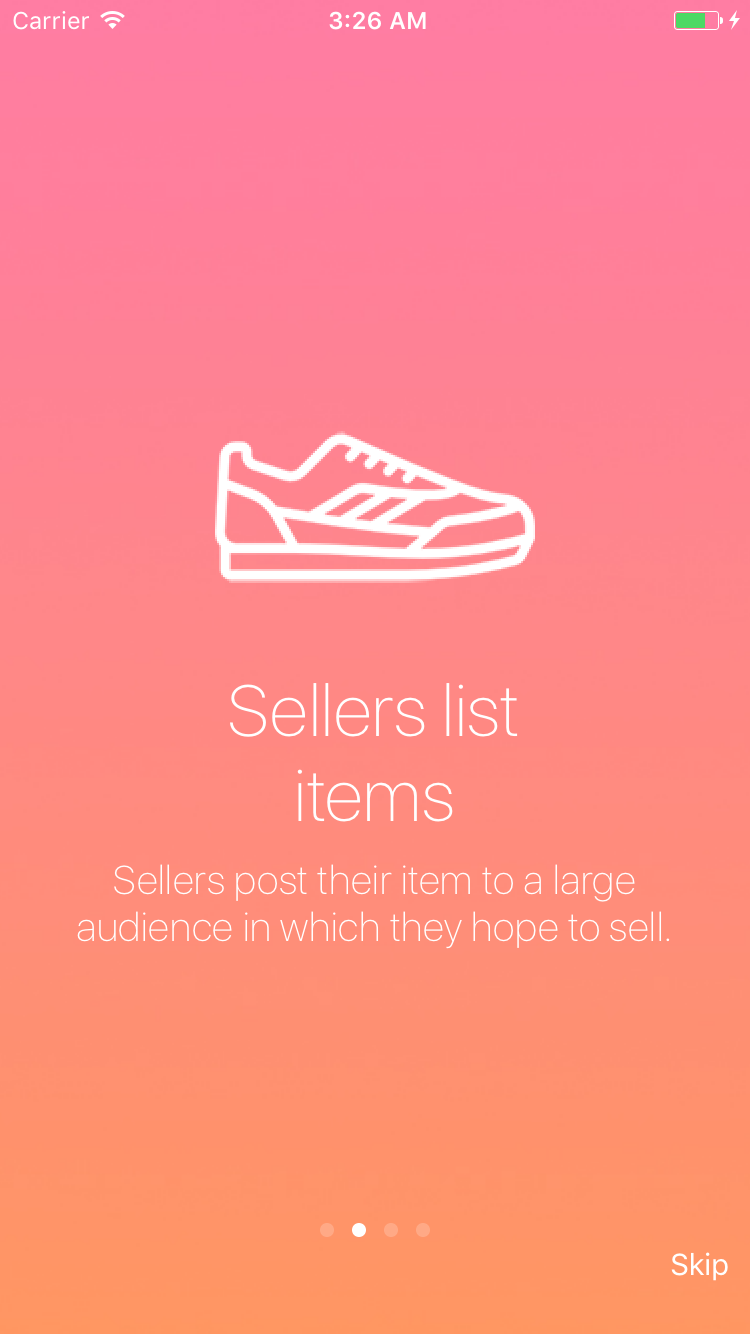 Carrier 3:26 AM
Sellers list
items
Sellers post their item to a large
audience in which they hope to sell.
Skip